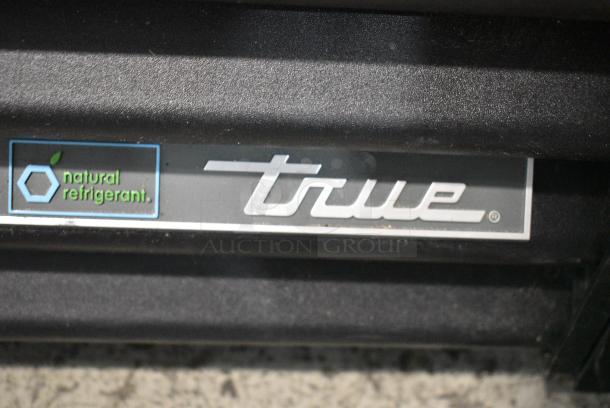 natural
refrigerant.
true®
AUCTION GROUP